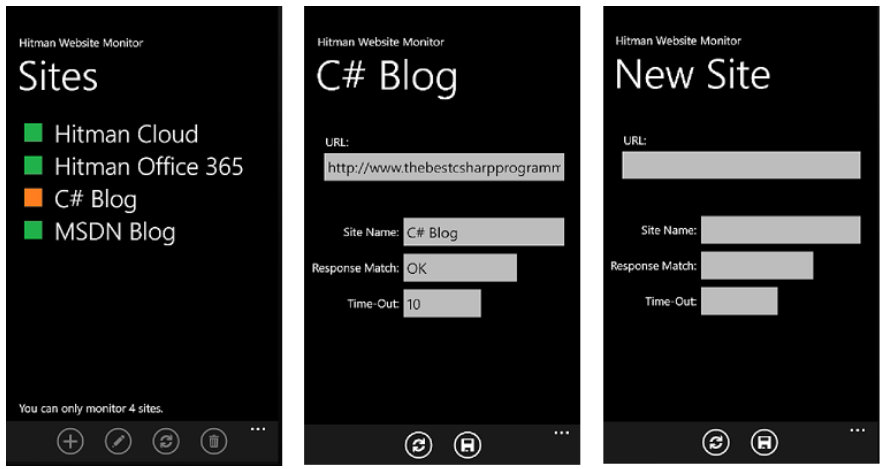 Hitman Website Monitor
Sites
Hitman Cloud
Hitman Office 365
C# Blog
MSDN Blog
You can only monitor 4 sites.
Hitman Website Monitor
C# Blog
URL:
http://www.thebestcsharpprogramm
Site Name: C# Blog
Response Match: OK
Time-Out: 10
Hitman Website Monitor
New Site
URL:
Site Name:
Response Match:
Time-Out: